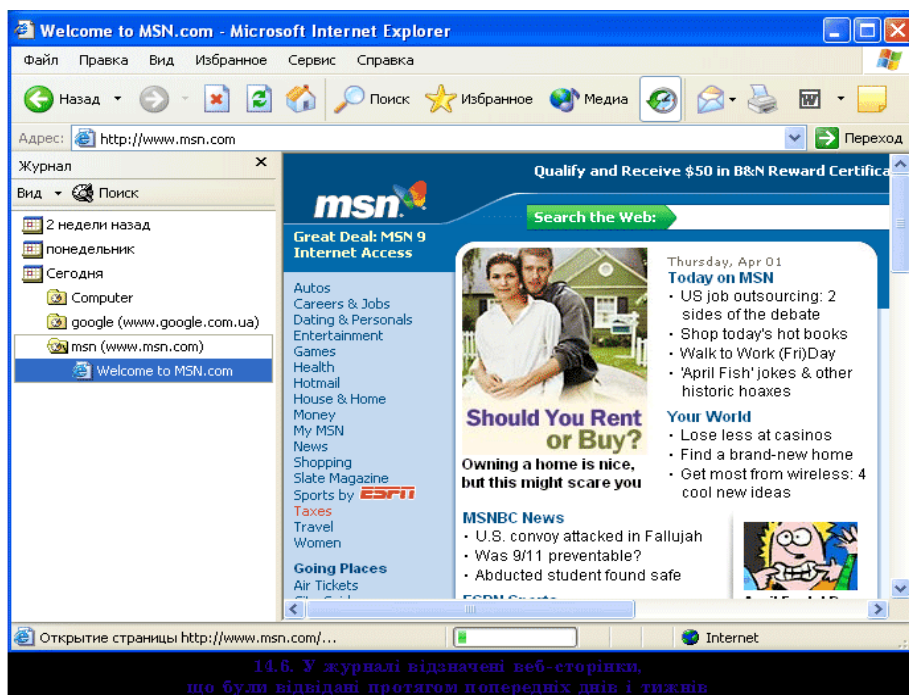 Welcome to MSN.com - Microsoft Internet Explorer
Файл Правка Вид Избранное Сервис Справка
Назад Поиск Избранное Медиа
Адрес: http://www.msn.com Переход
Журнал
Вид Поиск
2 недели назад
понедельник
Сегодня
Computer
google (www.google.com.ua)
msn (www.msn.com)
Welcome to MSN.com
Qualify and Receive $50 in B&N Reward Certifica
msn
Search the Web:
Great Deal: MSN 9
Internet Access
Autos
Careers & Jobs
Dating & Personals
Entertainment
Games
Health
Hotmail
House & Home
Money
My MSN
News
Shopping
Slate Magazine
Sports by ESPN
Taxes
Travel
Women
Going Places
Air Tickets
Should You Rent
or Buy?
Owning a home is nice,
but this might scare you
Thursday, Apr 01
Today on MSN
· US job outsourcing: 2
sides of the debate
· Shop today's hot books
· Walk to Work (Fri)Day
· 'April Fish' jokes & other
historic hoaxes
Your World
· Lose less at casinos
· Find a brand-new home
· Get most from wireless: 4
cool new ideas
MSNBC News
· U.S. convoy attacked in Fallujah
· Was 9/11 preventable?
· Abducted student found safe
Открытие страницы http://www.msn.com/... Internet
14.6. У журналі відзначені веб-сторінки,
що були відвідані протягом попередніх днів і тижнів